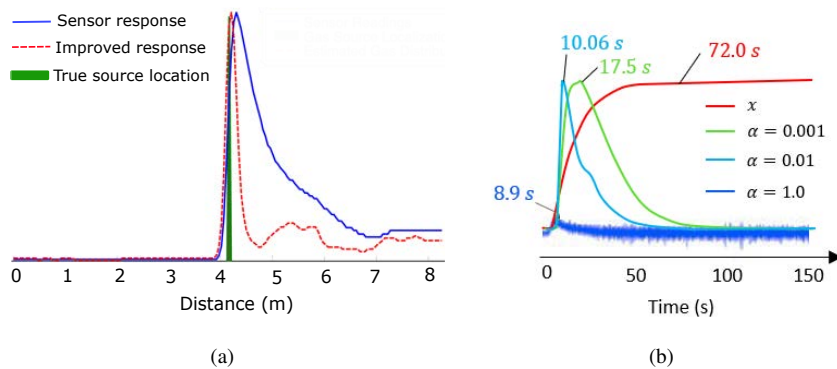 Sensor response
Improved response
True source location
0 1 2 3 4 5 6 7 8
Distance (m)
(a)
10.06 s
17.5 s
72.0 s
x
α = 0.001
α = 0.01
α = 1.0
8.9 s
0 50 100 150
Time (s)
(b)